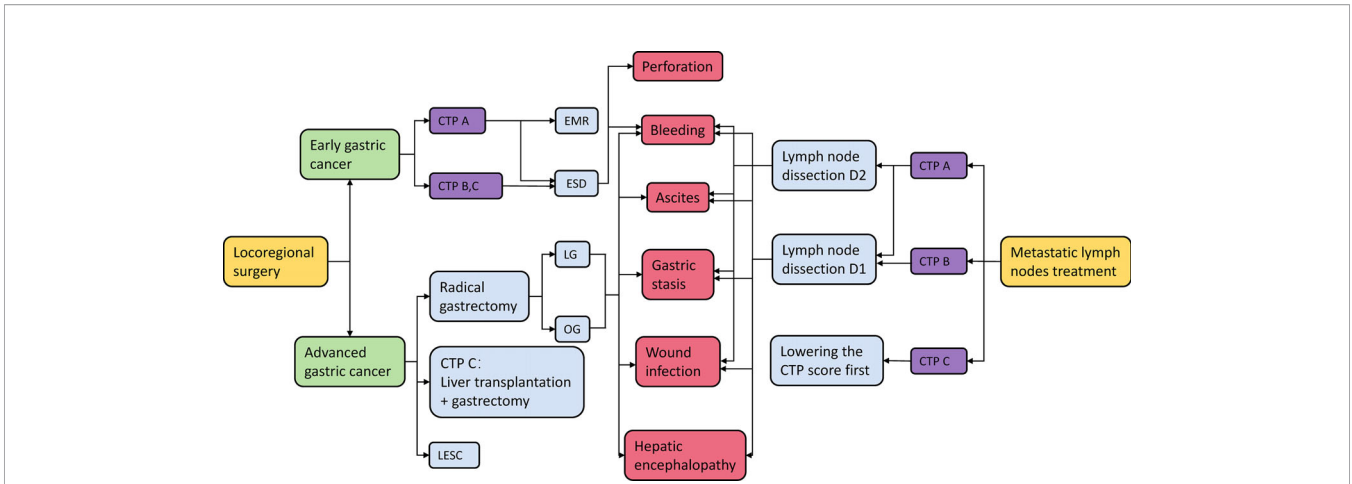 Locoregional
surgery
Early gastric
cancer
Advanced
gastric cancer
CTP A
CTP B,C
EMR
ESD
Radical
gastrectomy
LG
OG
CTP C:
Liver transplantation
+ gastrectomy
LESC
Perforation
Bleeding
Ascites
Gastric
stasis
Wound
infection
Hepatic
encephalopathy
Lymph node
dissection D2
Lymph node
dissection D1
Lowering the
CTP score first
CTP A
CTP B
CTP C
Metastatic lymph
nodes treatment